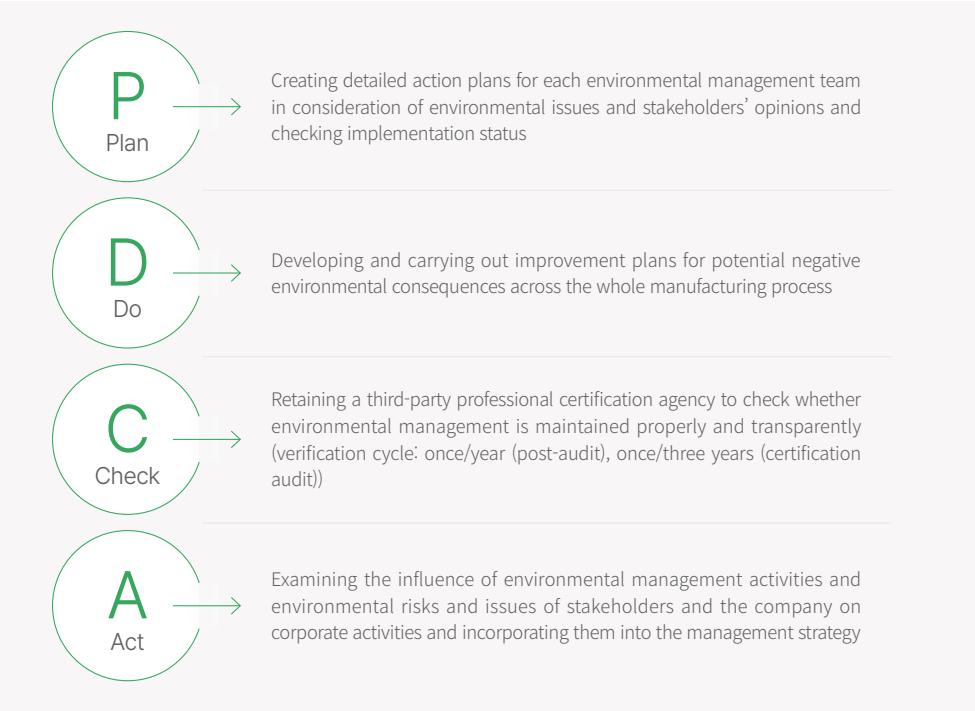 P
Plan
Creating detailed action plans for each environmental management team
in consideration of environmental issues and stakeholders’ opinions and
checking implementation status
D
Do
Developing and carrying out improvement plans for potential negative
environmental consequences across the whole manufacturing process
C
Check
Retaining a third-party professional certification agency to check whether
environmental management is maintained properly and transparently
(verification cycle: once/year (post-audit), once/three years (certification
audit))
A
Act
Examining the influence of environmental management activities and
environmental risks and issues of stakeholders and the company on
corporate activities and incorporating them into the management strategy